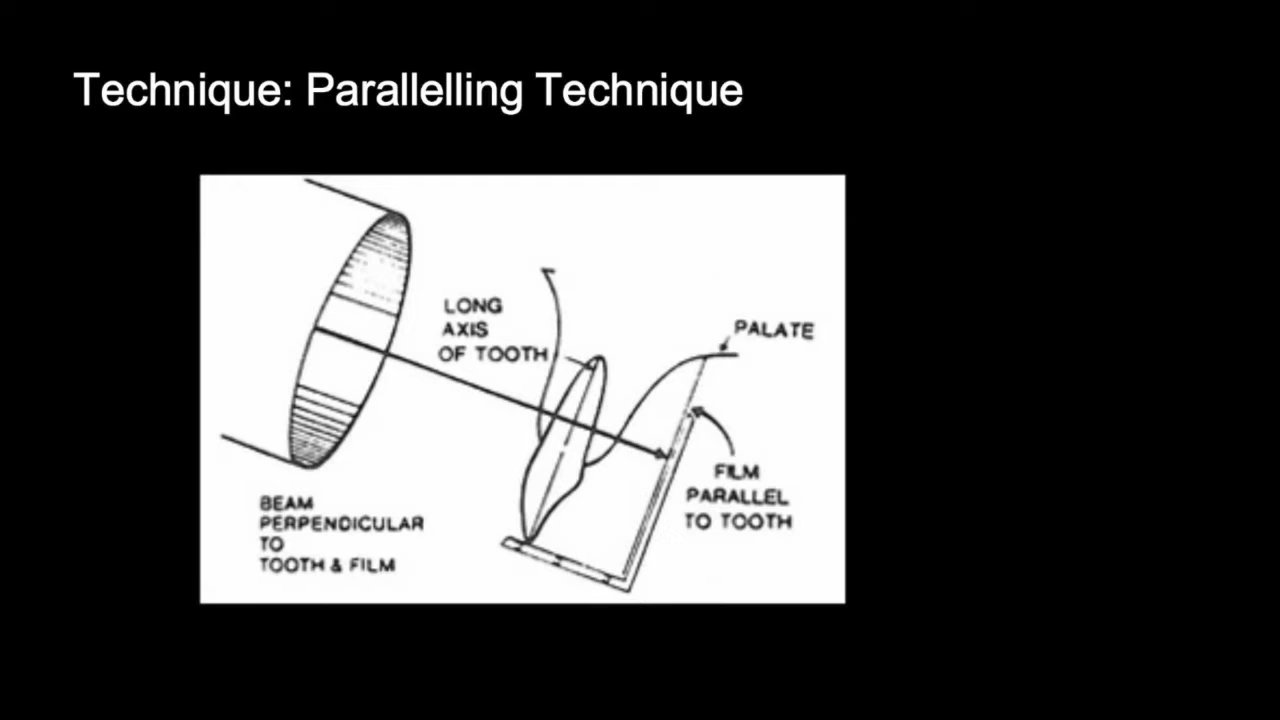 Technique: Parallelling Technique
LONG
AXIS
OF TOOTH
PALATE
FILM
PARALLEL
TO TOOTH
BEAM
PERPENDICULAR
TO
TOOTH & FILM